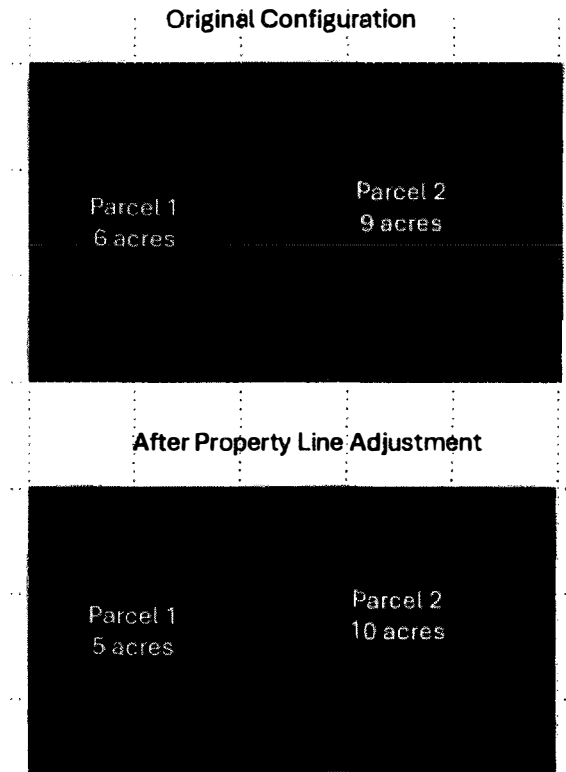 Original Configuration
Parcel 1
6 acres
Parcel 2
9 acres
After Property Line Adjustment
Parcel 1
5 acres
Parcel 2
10 acres